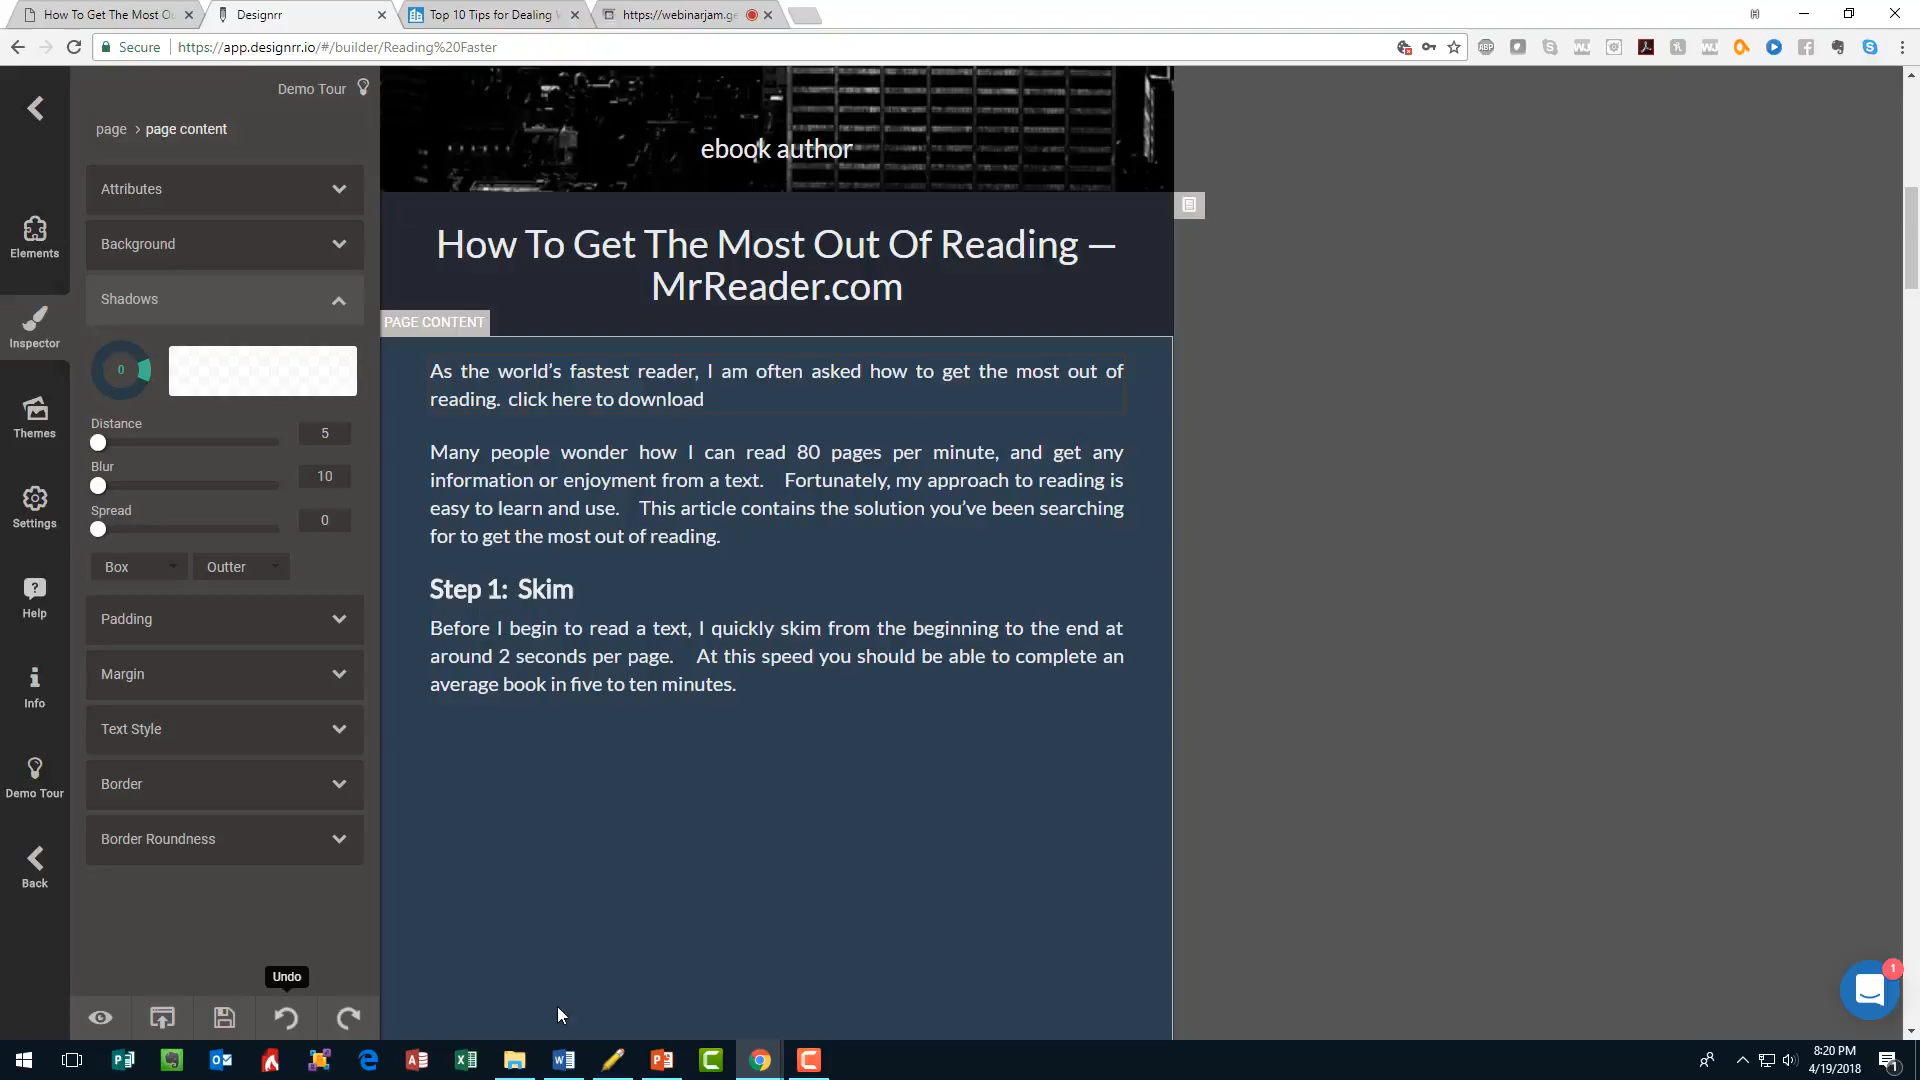 How To Get The Most Ou
Designrr
Top 10 Tips for Dealing
https://webinarjam.ge
Secure
https://app.designrr.io/#/builder/Reading%20Faster
Demo Tour
page > page content
Attributes
Background
Shadows
0
Distance
5
Blur
10
Spread
0
Box
Outter
Padding
Margin
Text Style
Border
Border Roundness
Undo
Elements
Inspector
Themes
Settings
Help
Info
Demo Tour
Back
ebook author
How To Get The Most Out Of Reading —
MrReader.com
PAGE CONTENT
As the world's fastest reader, I am often asked how to get the most out of
reading. click here to download
Many people wonder how I can read 80 pages per minute, and get any
information or enjoyment from a text. Fortunately, my approach to reading is
easy to learn and use. This article contains the solution you've been searching
for to get the most out of reading.
Step 1: Skim
Before I begin to read a text, I quickly skim from the beginning to the end at
around 2 seconds per page. At this speed you should be able to complete an
average book in five to ten minutes.
1
8:20 PM
4/19/2018